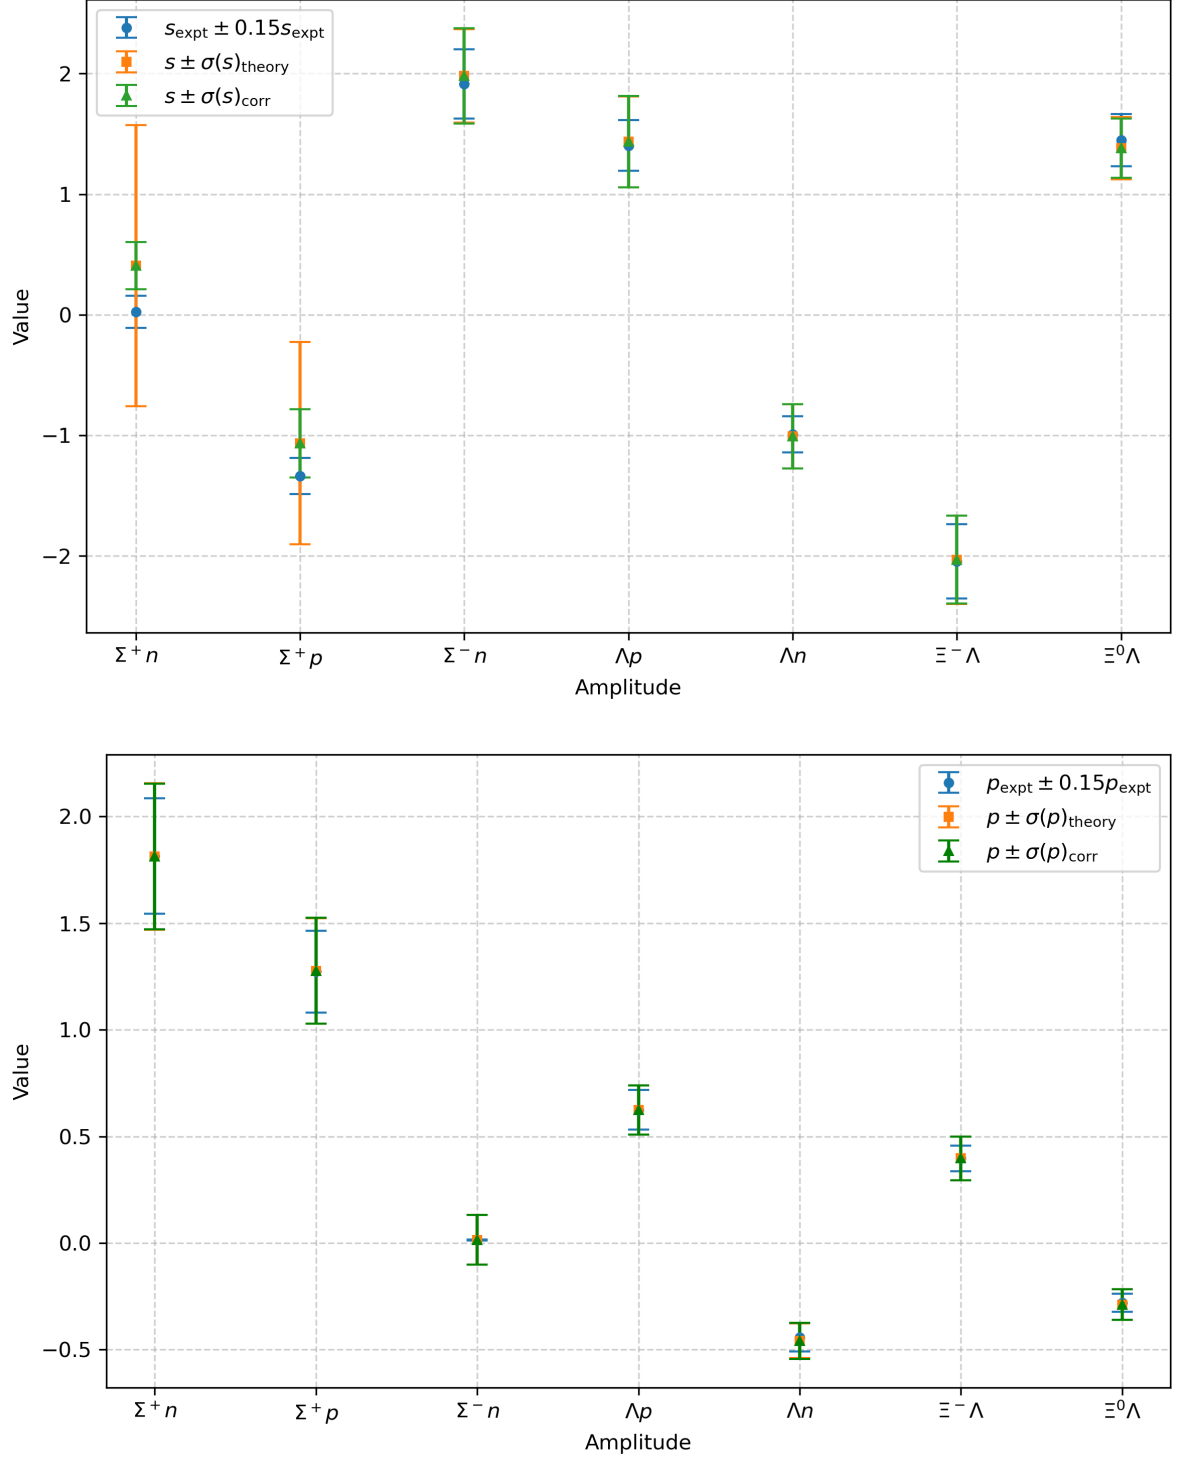 s_expt ± 0.15s_expt
s ± σ(s)_theory
s ± σ(s)_corr
Value
2
1
0
−1
−2
Σ⁺n
Σ⁺p
Σ⁻n
Λp
Λn
Ξ⁻Λ
Ξ⁰Λ
Amplitude
p_expt ± 0.15p_expt
p ± σ(p)_theory
p ± σ(p)_corr
Value
2.0
1.5
1.0
0.5
0.0
−0.5
Σ⁺n
Σ⁺p
Σ⁻n
Λp
Λn
Ξ⁻Λ
Ξ⁰Λ
Amplitude